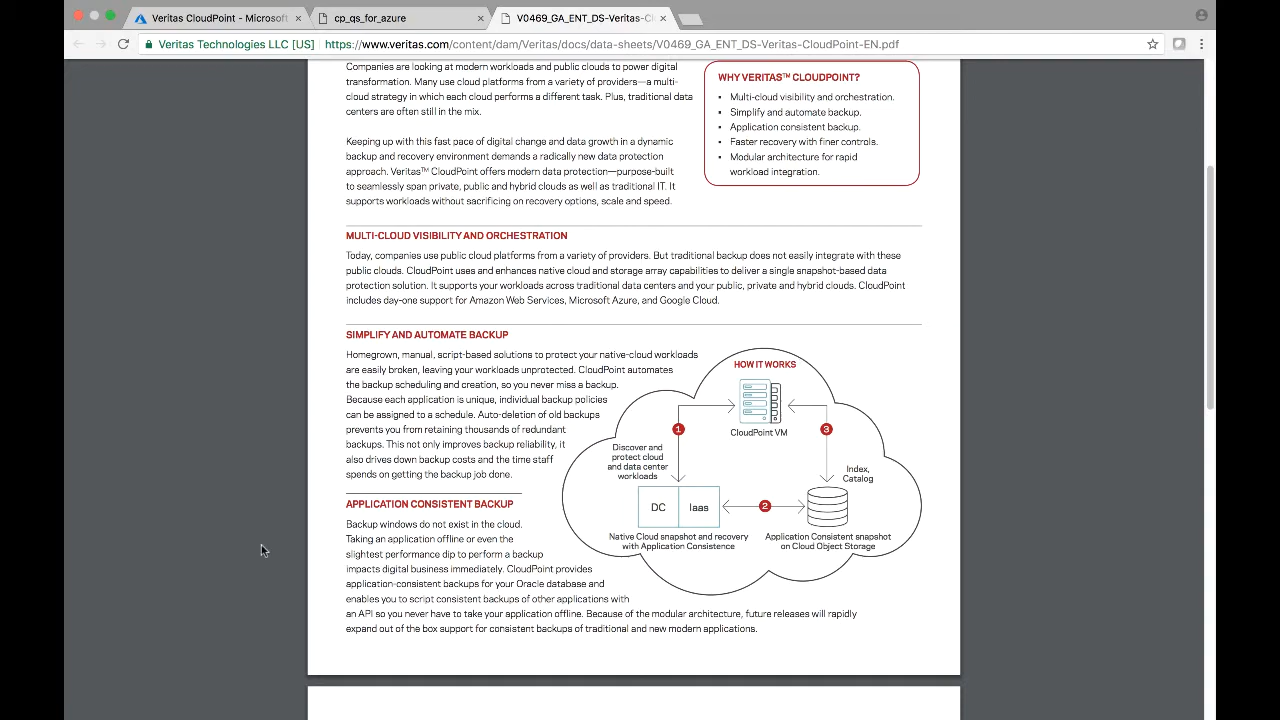 Veritas CloudPoint - Microsoft
cp_qs_for_azure
V0469_GA_ENT_DS-Veritas-Cl
Veritas Technologies LLC [US]
https://www.veritas.com/content/dam/Veritas/docs/data-sheets/V0469_GA_ENT_DS-Veritas-CloudPoint-EN.pdf
Companies are looking at modern workloads and public clouds to power digital
transformation. Many use cloud platforms from a variety of providers—a multi-
cloud strategy in which each cloud performs a different task. Plus, traditional data
centers are often still in the mix.
Keeping up with this fast pace of digital change and data growth in a dynamic
backup and recovery environment demands a radically new data protection
approach. Veritas™ CloudPoint offers modern data protection—purpose-built
to seamlessly span private, public and hybrid clouds as well as traditional IT. It
supports workloads without sacrificing on recovery options, scale and speed.
WHY VERITAS™ CLOUDPOINT?
• Multi-cloud visibility and orchestration.
• Simplify and automate backup.
• Application consistent backup.
• Faster recovery with finer controls.
• Modular architecture for rapid
workload integration.
MULTI-CLOUD VISIBILITY AND ORCHESTRATION
Today, companies use public cloud platforms from a variety of providers. But traditional backup does not easily integrate with these
public clouds. CloudPoint uses and enhances native cloud and storage array capabilities to deliver a single snapshot-based data
protection solution. It supports your workloads across traditional data centers and your public, private and hybrid clouds. CloudPoint
includes day-one support for Amazon Web Services, Microsoft Azure, and Google Cloud.
SIMPLIFY AND AUTOMATE BACKUP
Homegrown, manual, script-based solutions to protect your native-cloud workloads
are easily broken, leaving your workloads unprotected. CloudPoint automates
the backup scheduling and creation, so you never miss a backup.
Because each application is unique, individual backup policies
can be assigned to a schedule. Auto-deletion of old backups
prevents you from retaining thousands of redundant
backups. This not only improves backup reliability, it
also drives down backup costs and the time staff
spends on getting the backup job done.
APPLICATION CONSISTENT BACKUP
Backup windows do not exist in the cloud.
Taking an application offline or even the
slightest performance dip to perform a backup
impacts digital business immediately. CloudPoint provides
application-consistent backups for your Oracle database and
enables you to script consistent backups of other applications with
an API so you never have to take your application offline. Because of the modular architecture, future releases will rapidly
expand out of the box support for consistent backups of traditional and new modern applications.
HOW IT WORKS
CloudPoint VM
1
3
Discover and
protect cloud
and data center
workloads
Index,
Catalog
DC
Iaas
2
Native Cloud snapshot and recovery
with Application Consistence
Application Consistent snapshot
on Cloud Object Storage